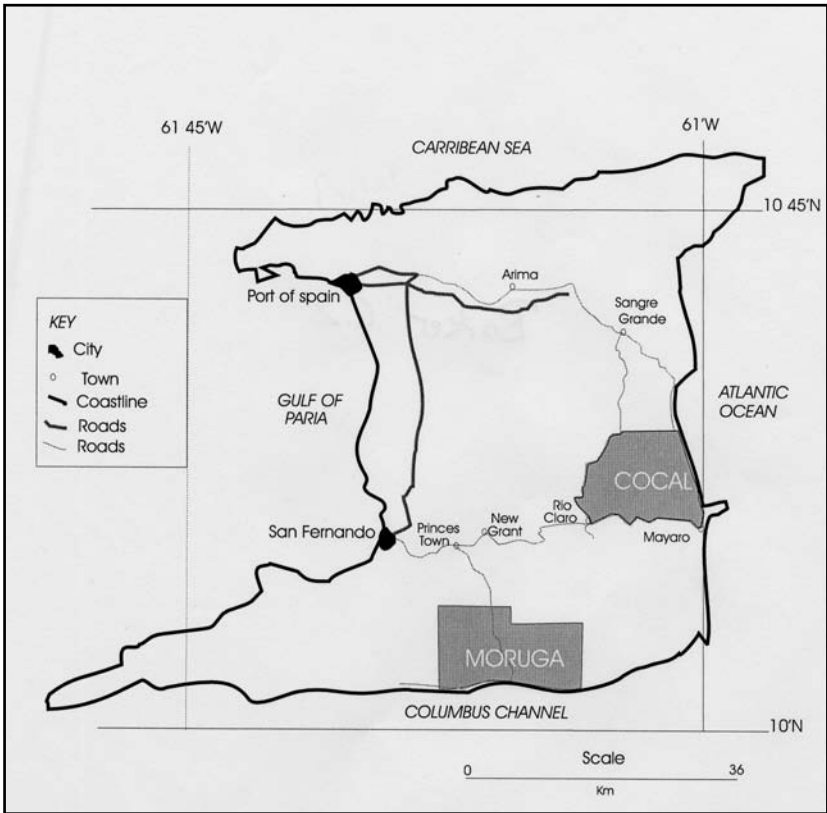 61 45'W
61'W
CARRIBEAN SEA
10 45'N
Arima
Port of spain
Sangre
Grande
KEY
City
Town
Coastline
Roads
Roads
GULF OF
PARIA
ATLANTIC
OCEAN
COCAL
San Fernando
Princes
Town
New
Grant
Rio
Claro
Mayaro
MORUGA
COLUMBUS CHANNEL
10'N
Scale
0
36
Km